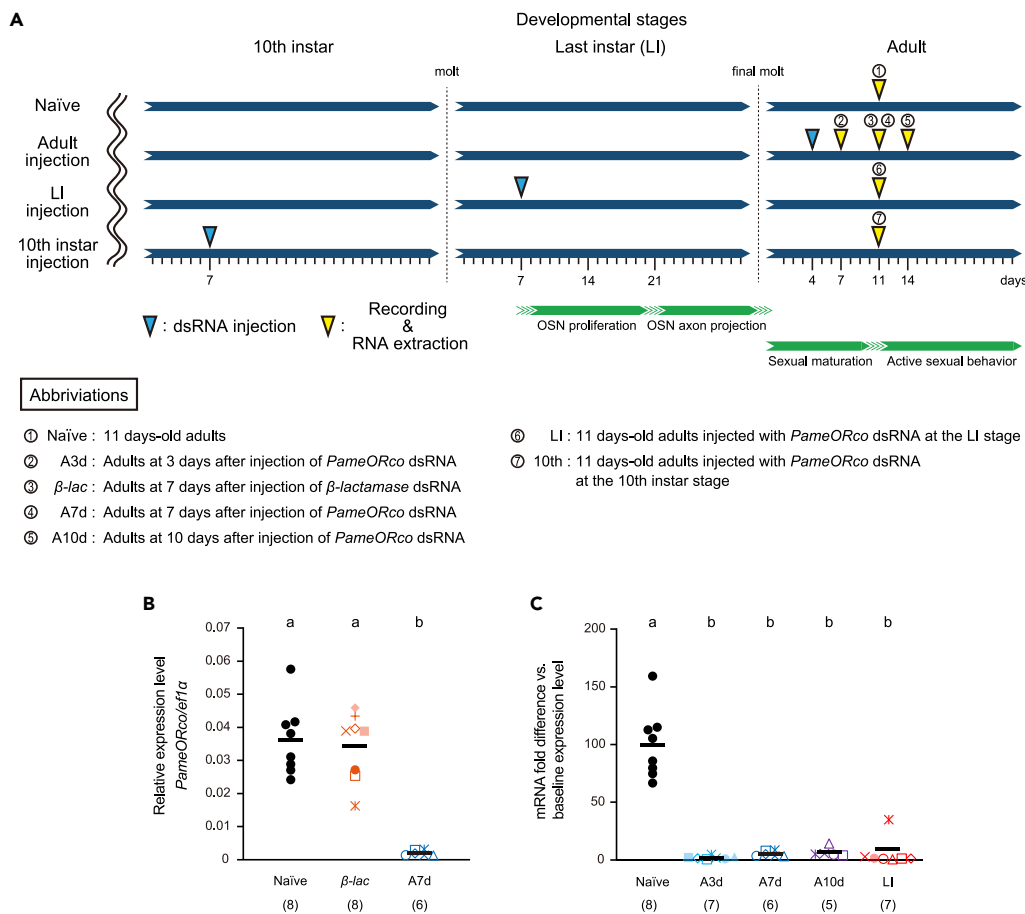 A
Developmental stages
10th instar
Last instar (LI)
Adult
molt
final molt
Naïve
①
Adult
injection
② ③ ④ ⑤
LI
injection
⑥
10th instar
injection
⑦
7 7 14 21 4 7 11 14 days
: dsRNA injection
: Recording
&
RNA extraction
OSN proliferation OSN axon projection
Sexual maturation Active sexual behavior
Abbriviations
① Naïve : 11 days-old adults
② A3d : Adults at 3 days after injection of PameORco dsRNA
③ β-lac : Adults at 7 days after injection of β-lactamase dsRNA
④ A7d : Adults at 7 days after injection of PameORco dsRNA
⑤ A10d : Adults at 10 days after injection of PameORco dsRNA
⑥ LI : 11 days-old adults injected with PameORco dsRNA at the LI stage
⑦ 10th : 11 days-old adults injected with PameORco dsRNA
at the 10th instar stage
B
a a b
Relative expression level
PameORco/ef1α
0.07
0.06
0.05
0.04
0.03
0.02
0.01
0
Naïve β-lac A7d
(8) (8) (6)
C
a b b b b
mRNA fold difference vs.
baseline expression level
200
150
100
50
0
Naïve A3d A7d A10d LI
(8) (7) (6) (5) (7)